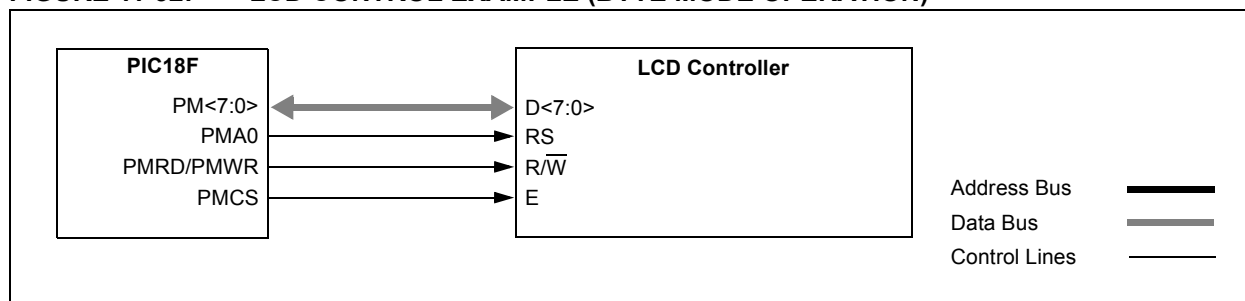 PIC18F
PM<7:0>
PMA0
PMRD/PMWR
PMCS
LCD Controller
D<7:0>
RS
R/W̅
E
Address Bus
Data Bus
Control Lines